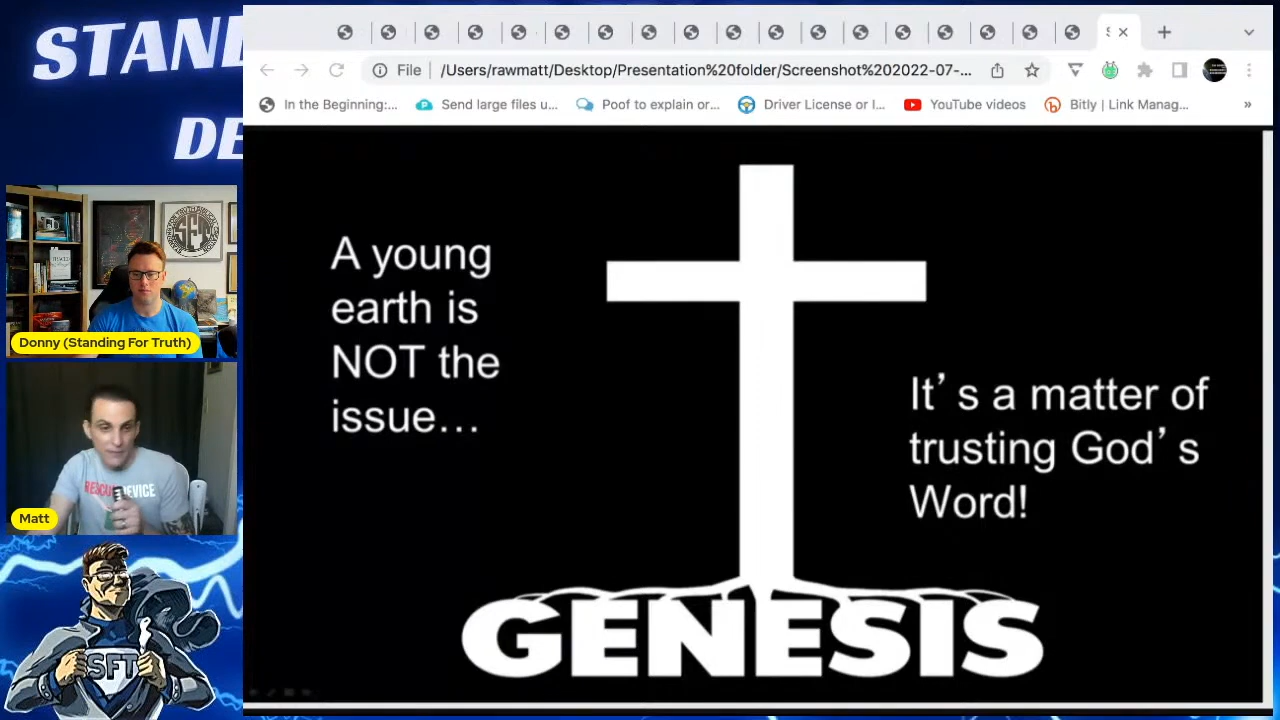 STAND
DE
File
/Users/rawmatt/Desktop/Presentation%20folder/Screenshot%202022-07-...
In the Beginning:...
Send large files u...
Poof to explain or...
Driver License or I...
YouTube videos
Bitly | Link Manag...
»
A young
earth is
NOT the
issue...
It's a matter of
trusting God's
Word!
GENESIS
SFT
Donny (Standing For Truth)
DEVICE
Matt
SFT